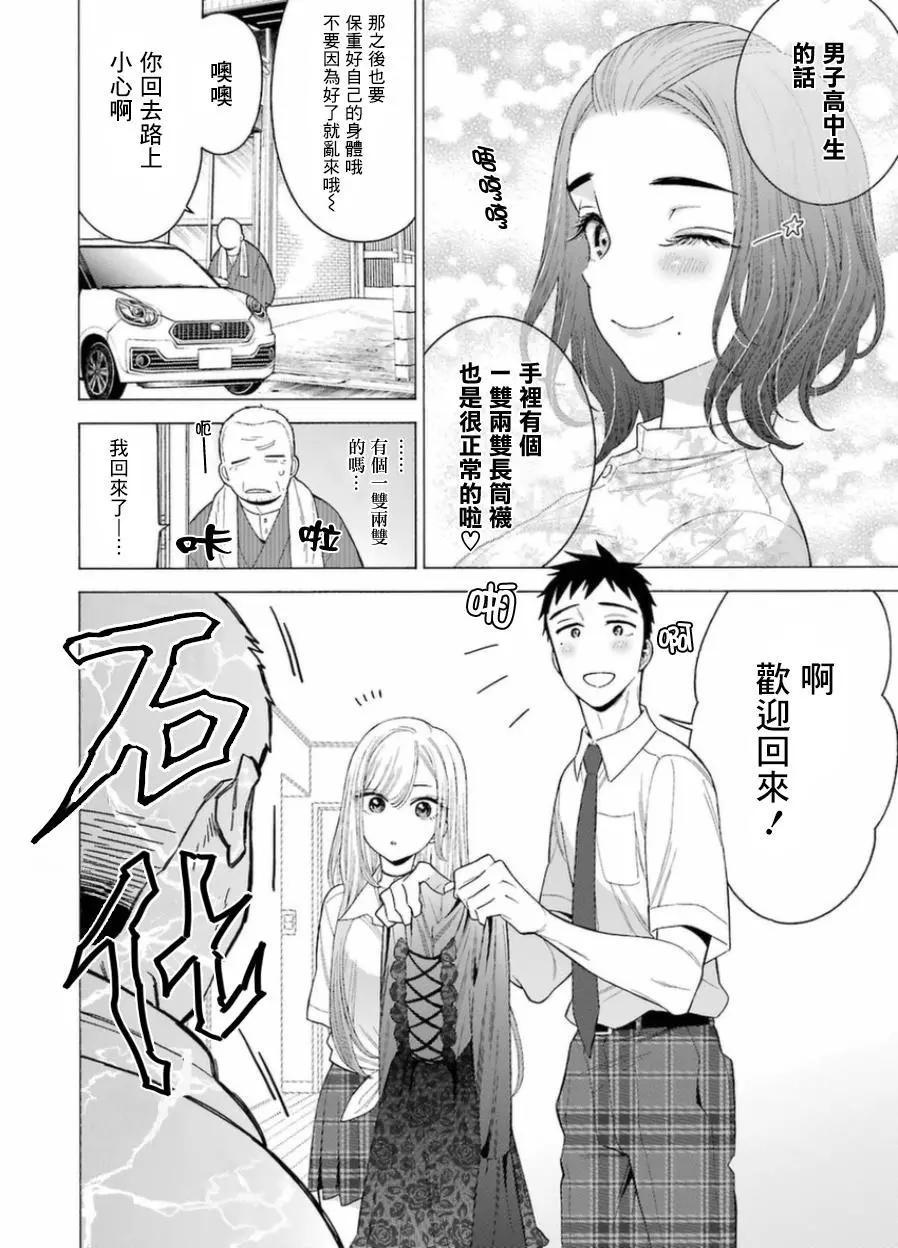 男子高中生
的話
嘿嘿嘿
手裡有個
一雙兩雙長筒襪
也是很正常的啦♡
那之後也要
保重好自己的身體哦
不要因為好了就亂來哦~
噢噢
你回去路上
小心啊
……
有個一雙兩雙
的嗎…
呃—
咔
啦
我回來了——…
啊
歡迎回來！
啊
啪
石化